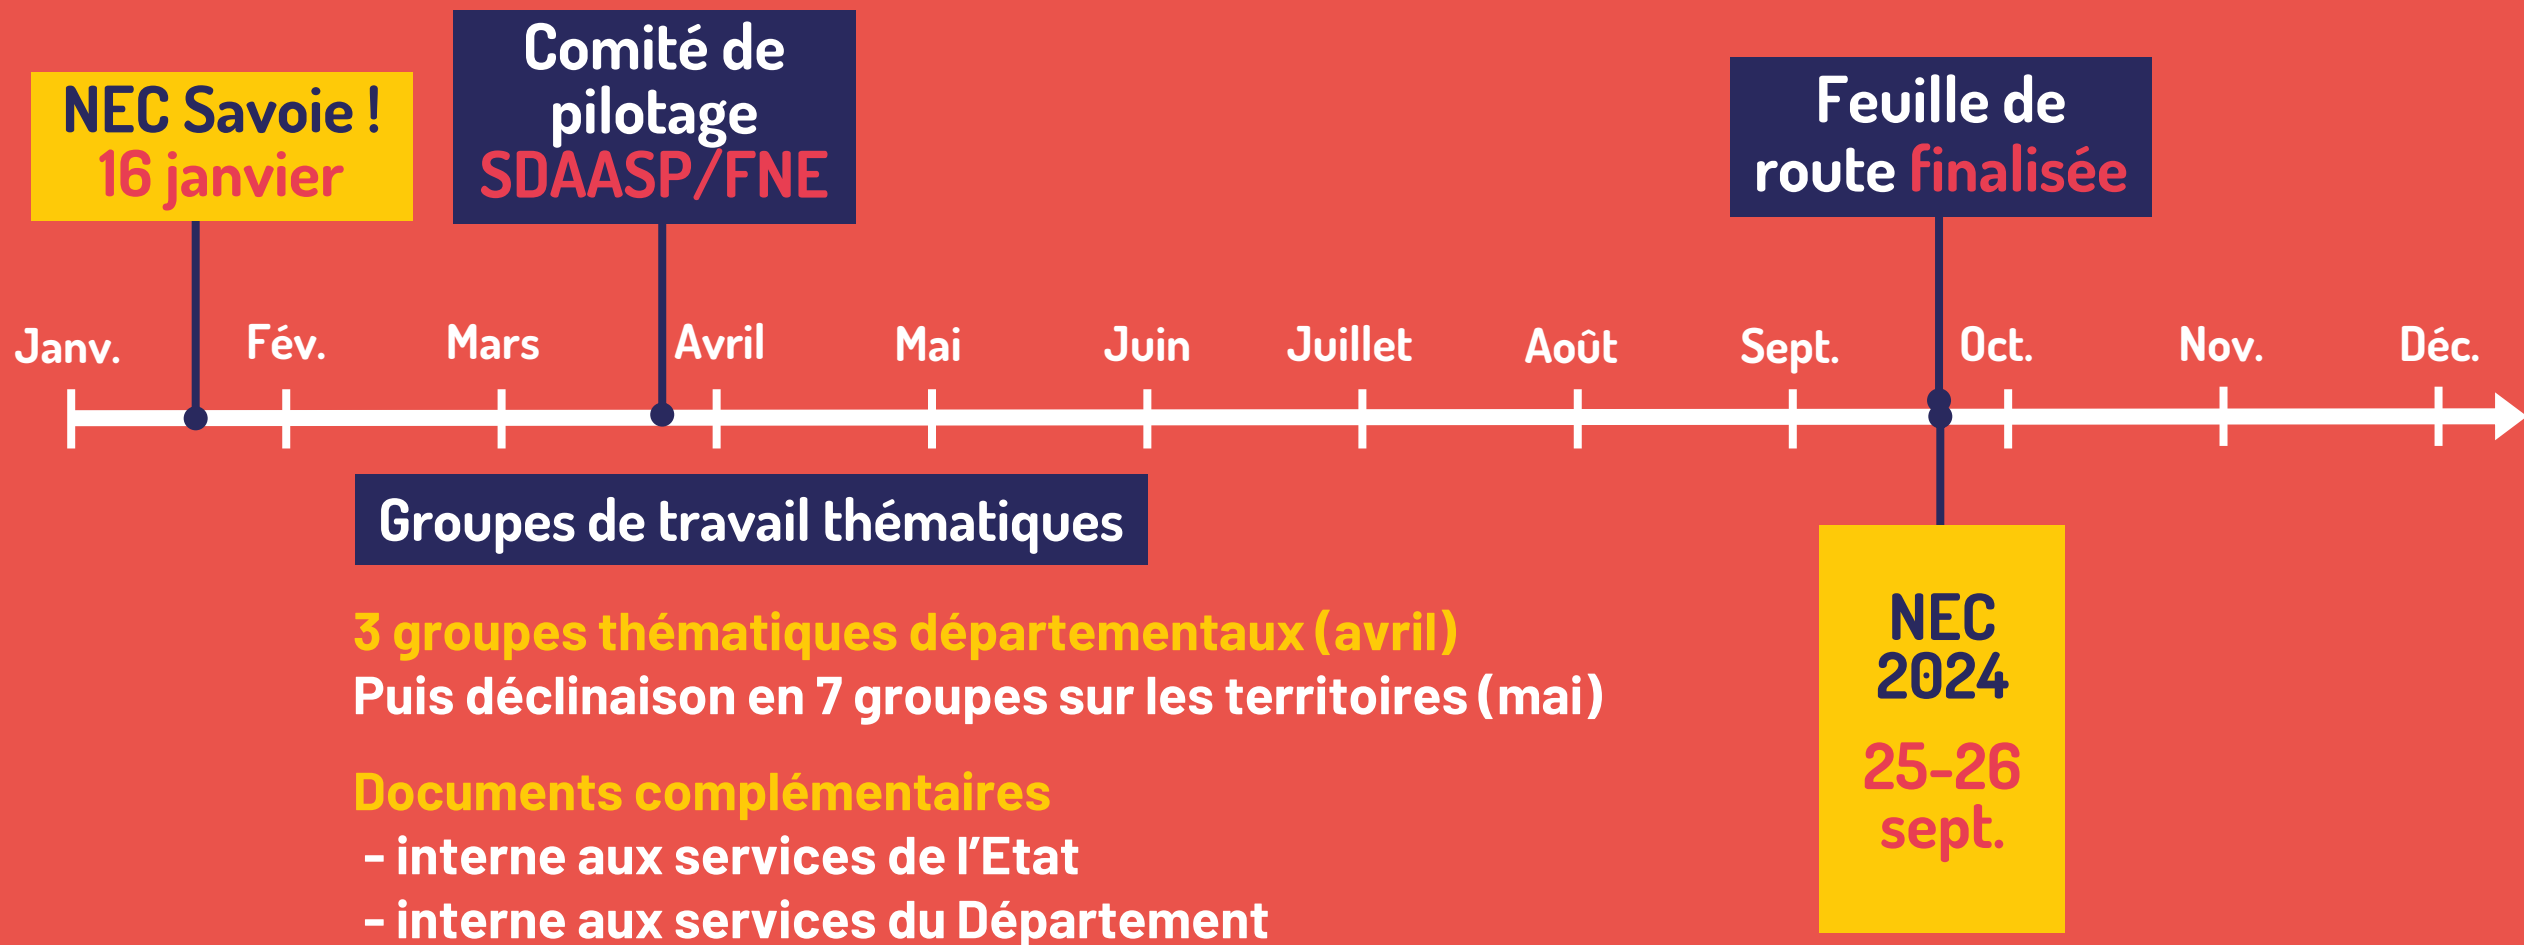 NEC Savoie !
16 janvier
Comité de
pilotage
SDAASP/FNE
Feuille de
route finalisée
Janv.
Fév.
Mars
Avril
Mai
Juin
Juillet
Août
Sept.
Oct.
Nov.
Déc.
Groupes de travail thématiques
3 groupes thématiques départementaux (avril)
Puis déclinaison en 7 groupes sur les territoires (mai)
Documents complémentaires
- interne aux services de l'Etat
- interne aux services du Département
NEC
2024
25-26
sept.